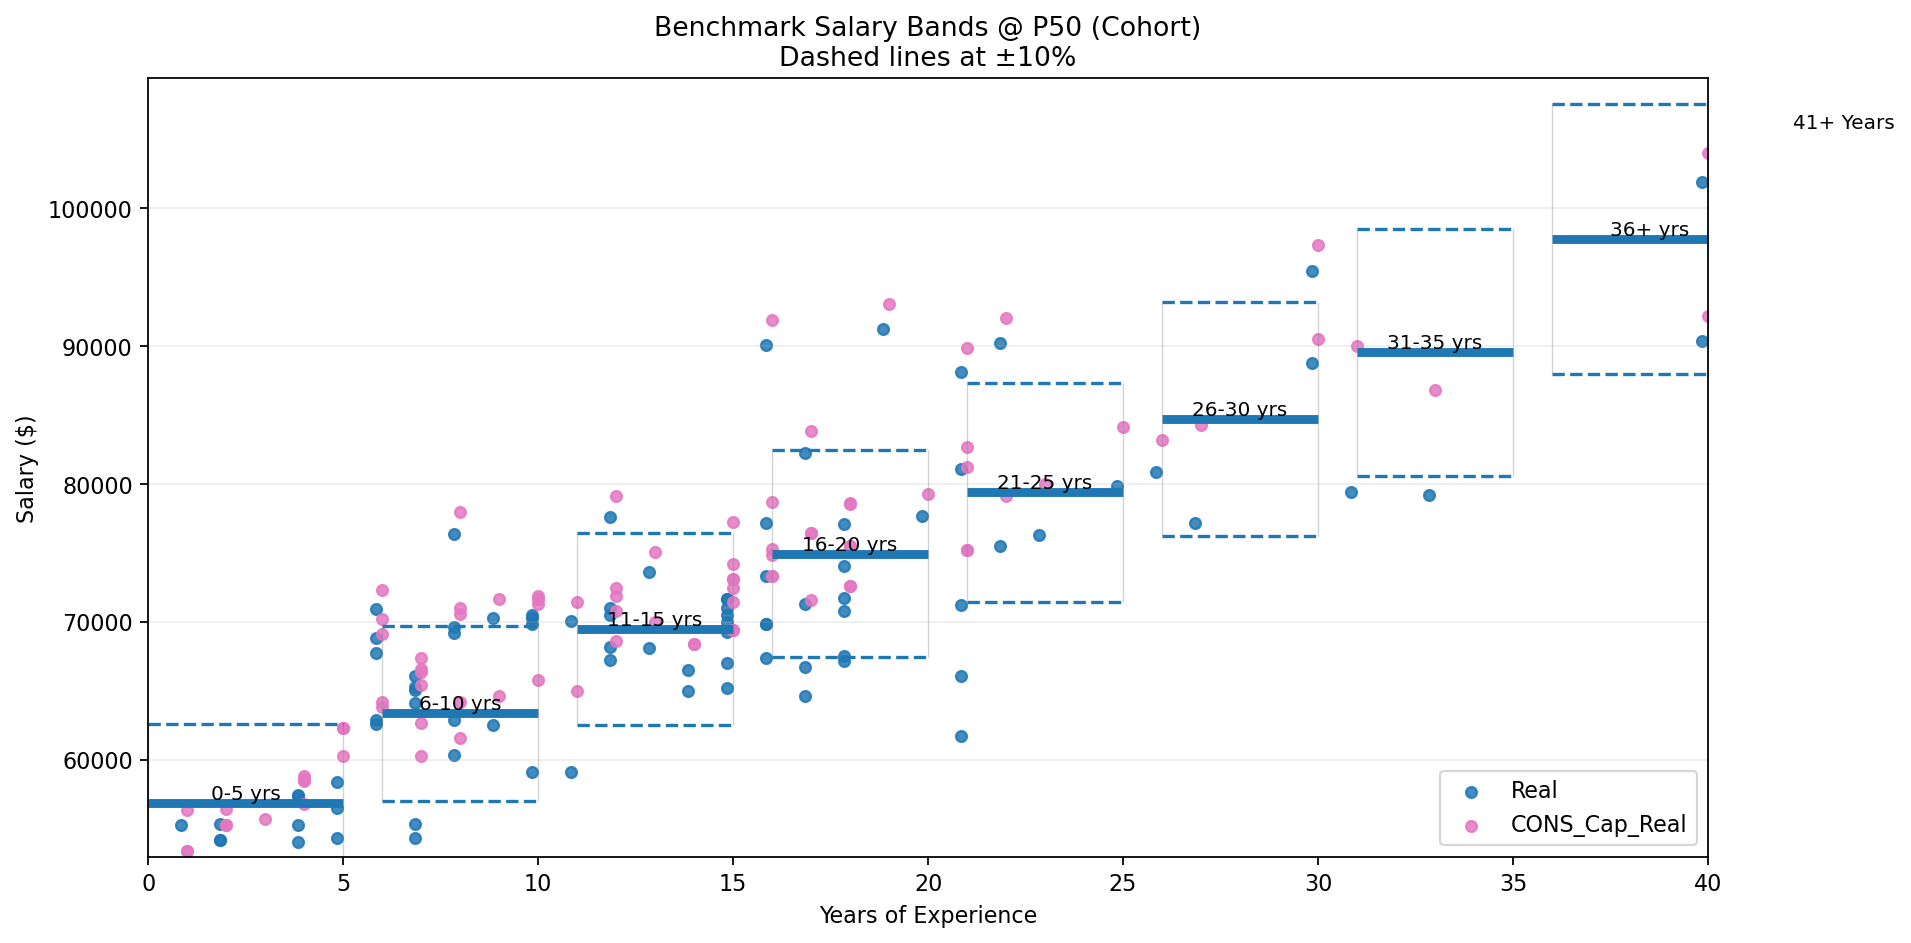 Benchmark Salary Bands @ P50 (Cohort)
Dashed lines at ±10%
41+ Years
100000
36+ yrs
90000
31-35 yrs
26-30 yrs
80000
21-25 yrs
16-20 yrs
70000
11-15 yrs
6-10 yrs
60000
0-5 yrs
Salary ($)
Real
CONS_Cap_Real
0 5 10 15 20 25 30 35 40
Years of Experience